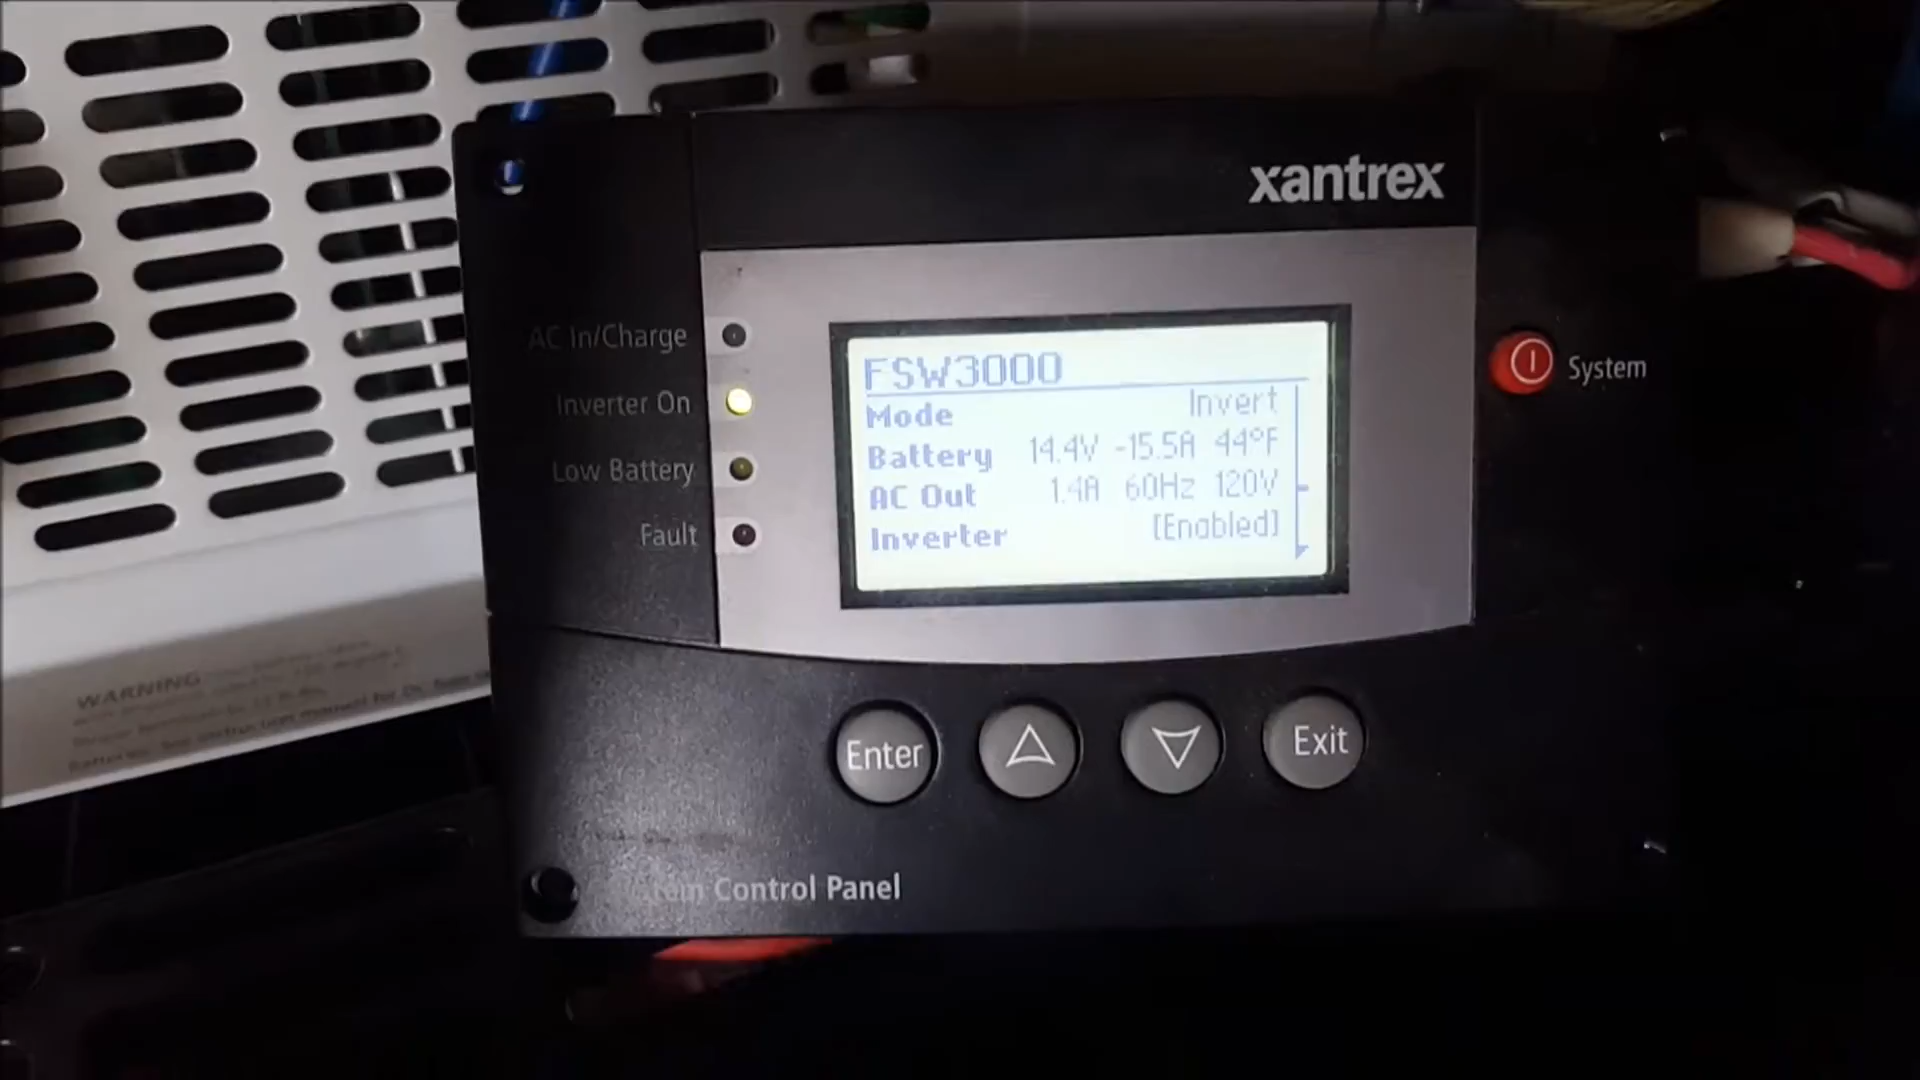 xantrex
AC In/Charge
Inverter On
Low Battery
Fault
FSW3000
Mode Invert
Battery 14.4V -15.5A 44°F
AC Out 1.4A 60Hz 120V
Inverter [Enabled]
System
Enter
Exit
Control Panel
WARNING